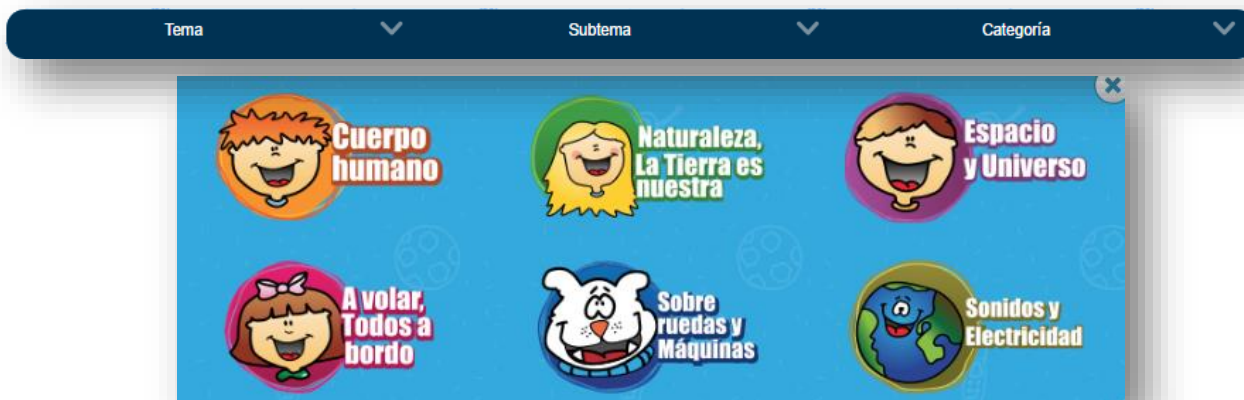 Tema
Subtema
Categoría
Cuerpo
humano
Naturaleza,
La Tierra es
nuestra
Espacio
y Universo
A volar,
Todos a
bordo
Sobre
ruedas y
Máquinas
Sonidos y
Electricidad